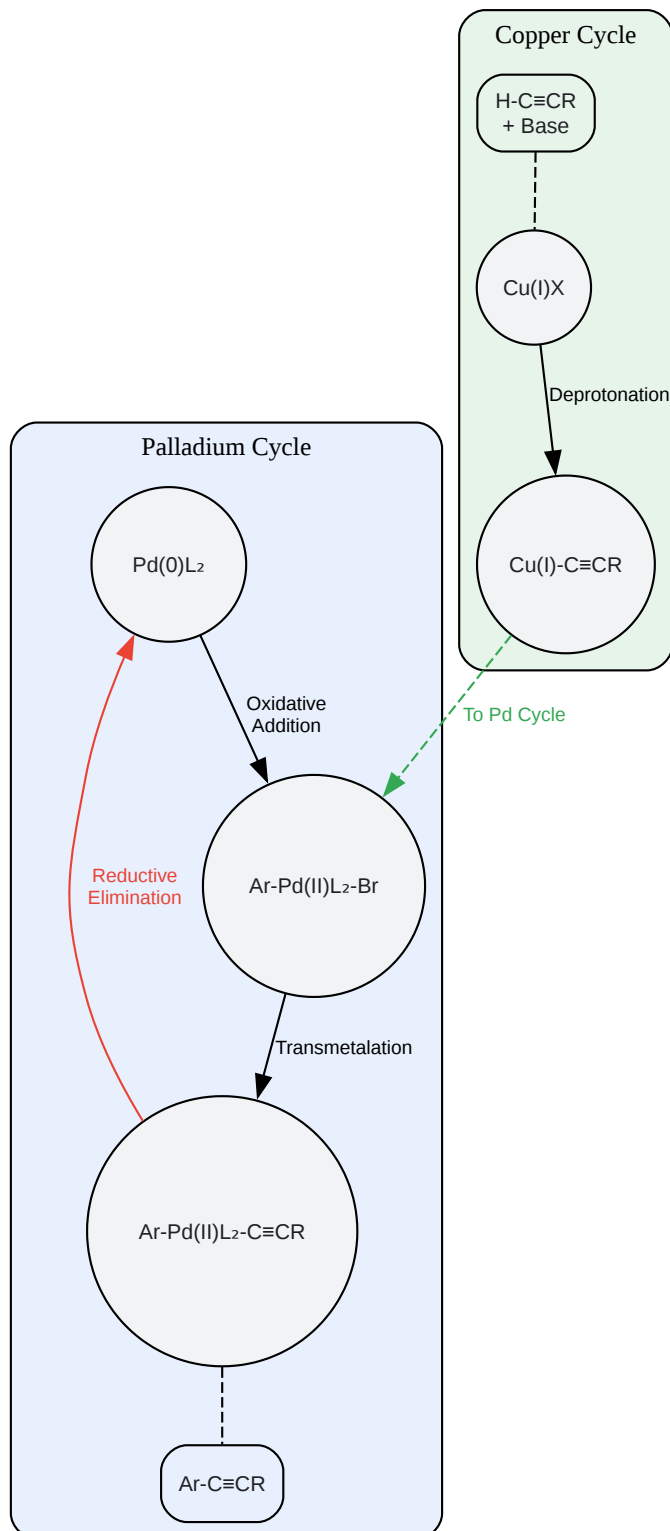 Copper Cycle
H-C≡CR
+ Base
Cu(I)X
Deprotonation
Palladium Cycle
Pd(0)L₂
Cu(I)-C≡CR
Oxidative
Addition
To Pd Cycle
Reductive
Elimination
Ar-Pd(II)L₂-Br
Transmetalation
Ar-Pd(II)L₂-C≡CR
Ar-C≡CR